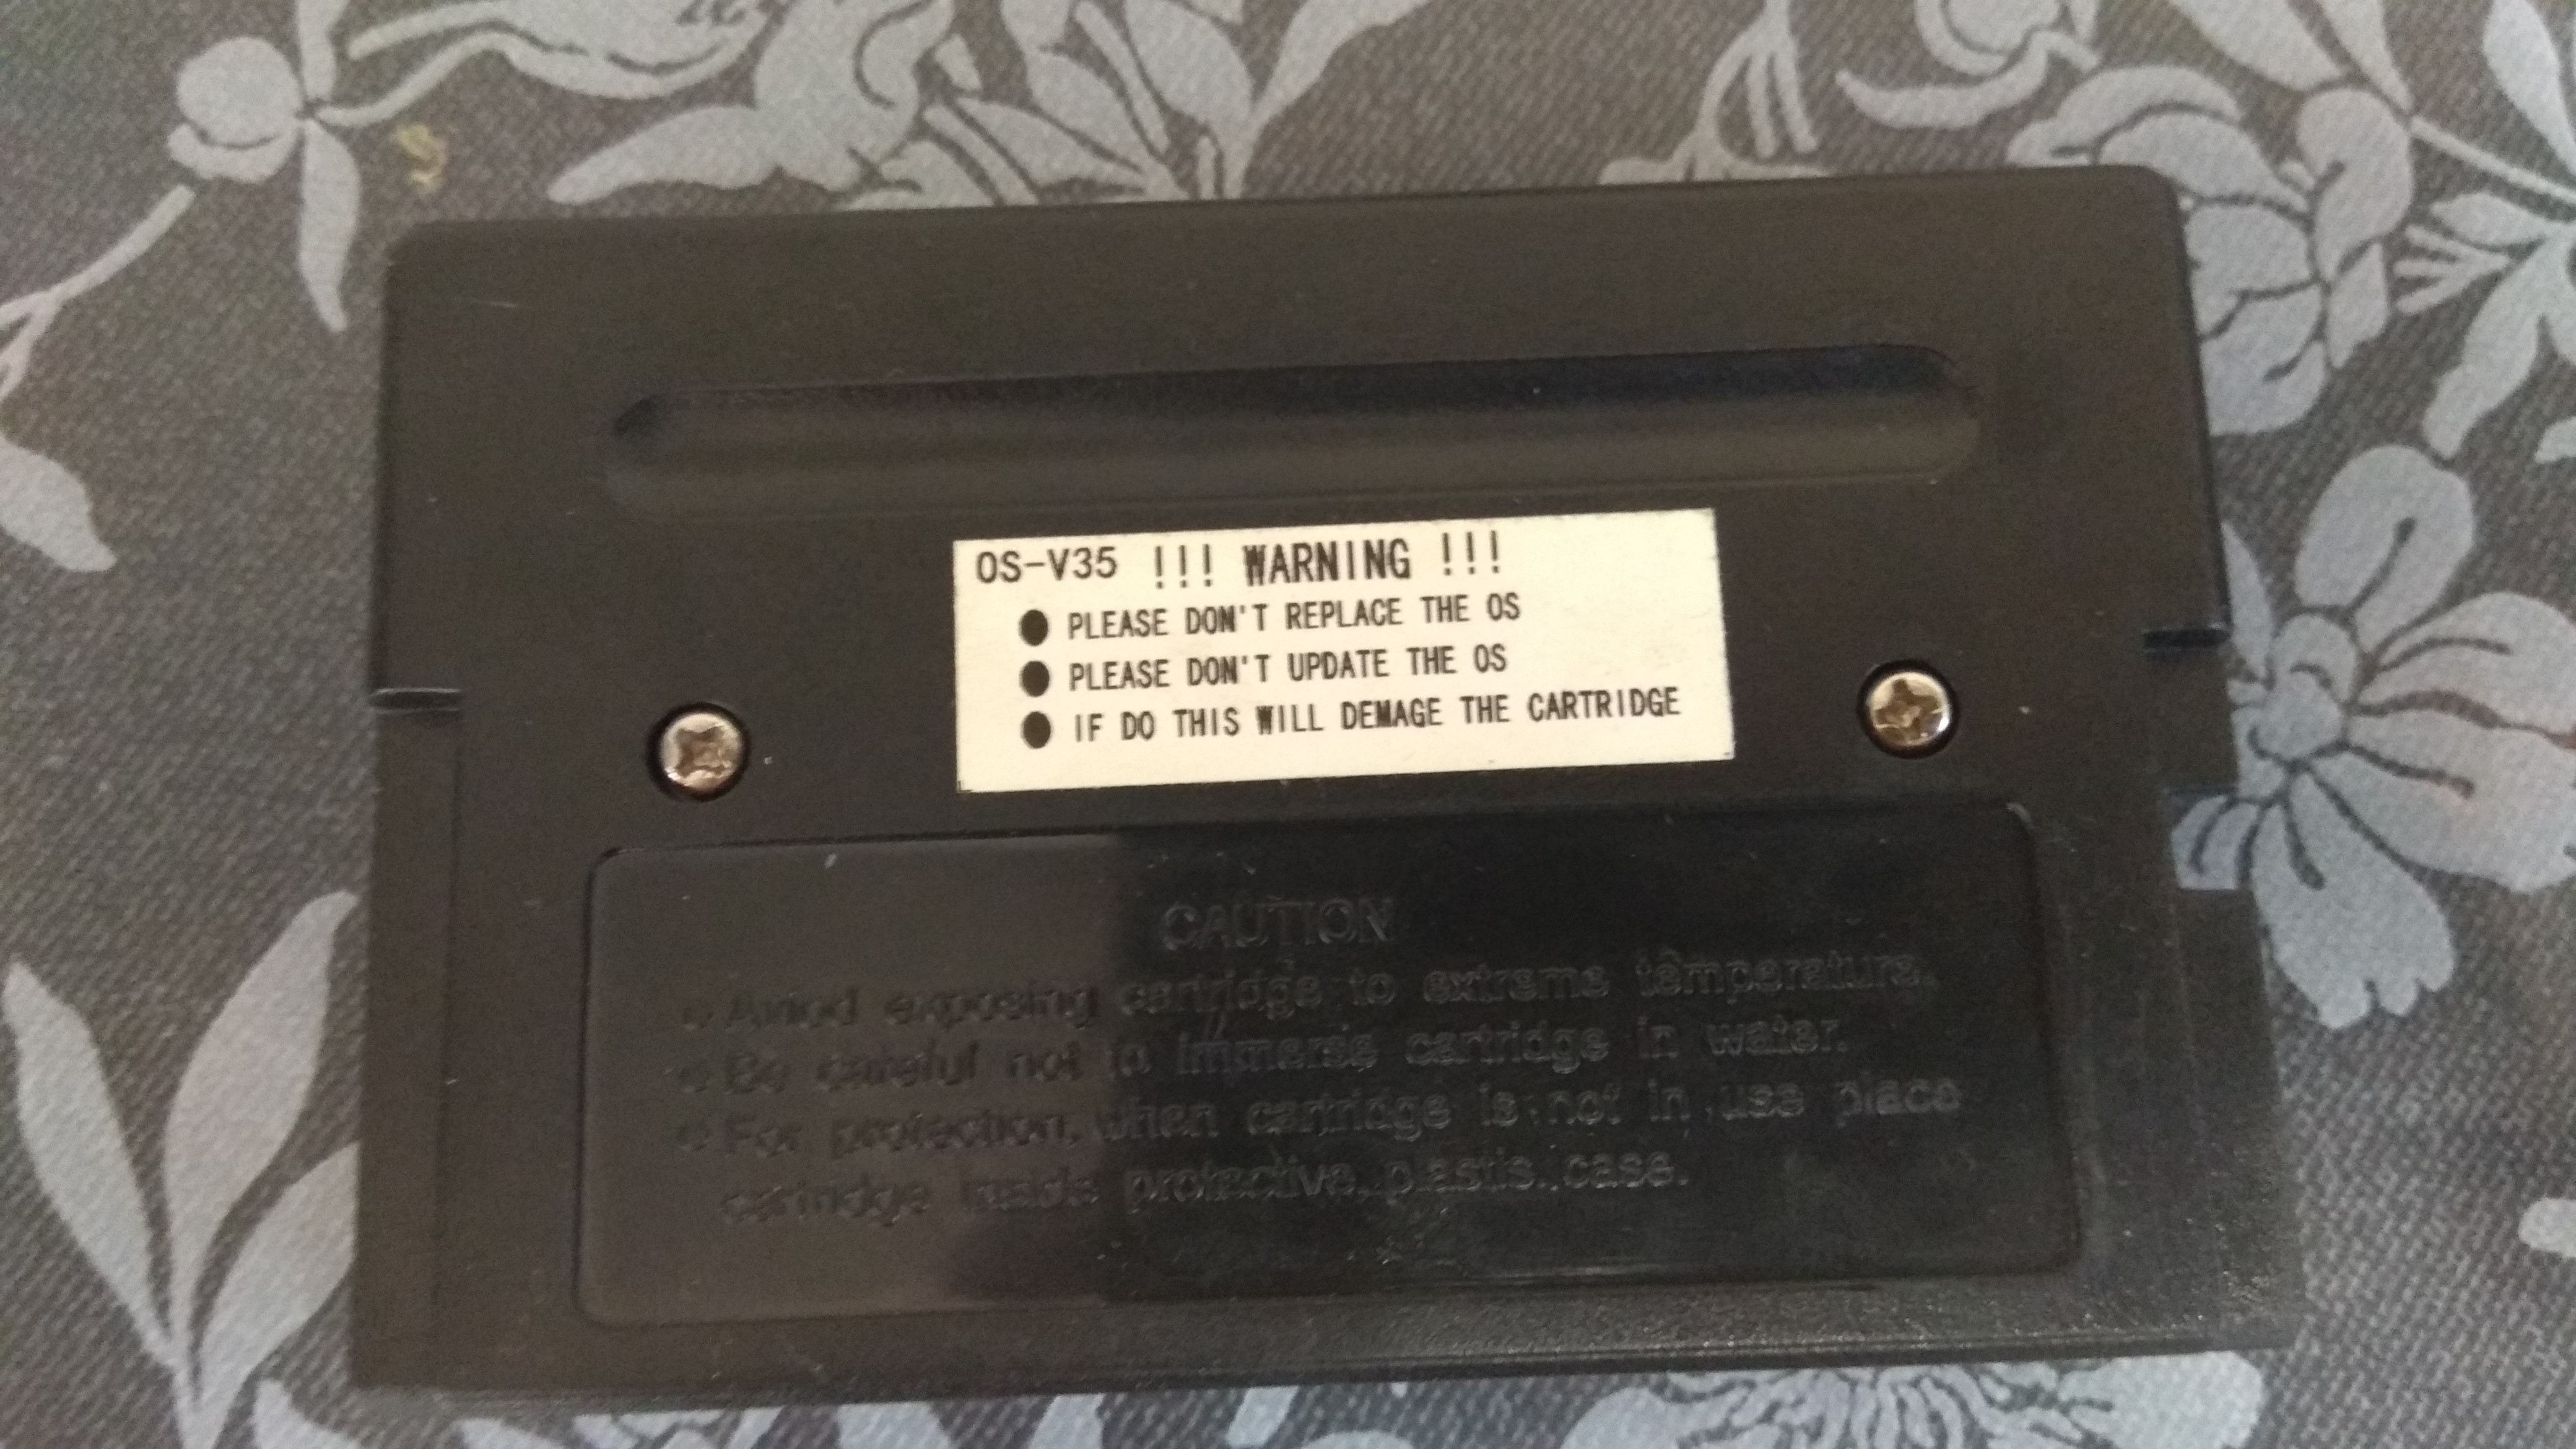 OS-V35 !!! WARNING !!!
● PLEASE DON'T REPLACE THE OS
● PLEASE DON'T UPDATE THE OS
● IF DO THIS WILL DEMAGE THE CARTRIDGE
CAUTION
exposing cartridge to extreme temperature.
Be careful not to immerse cartridge in water.
For protection, when cartridge is not in use place
cartridge inside protective case.